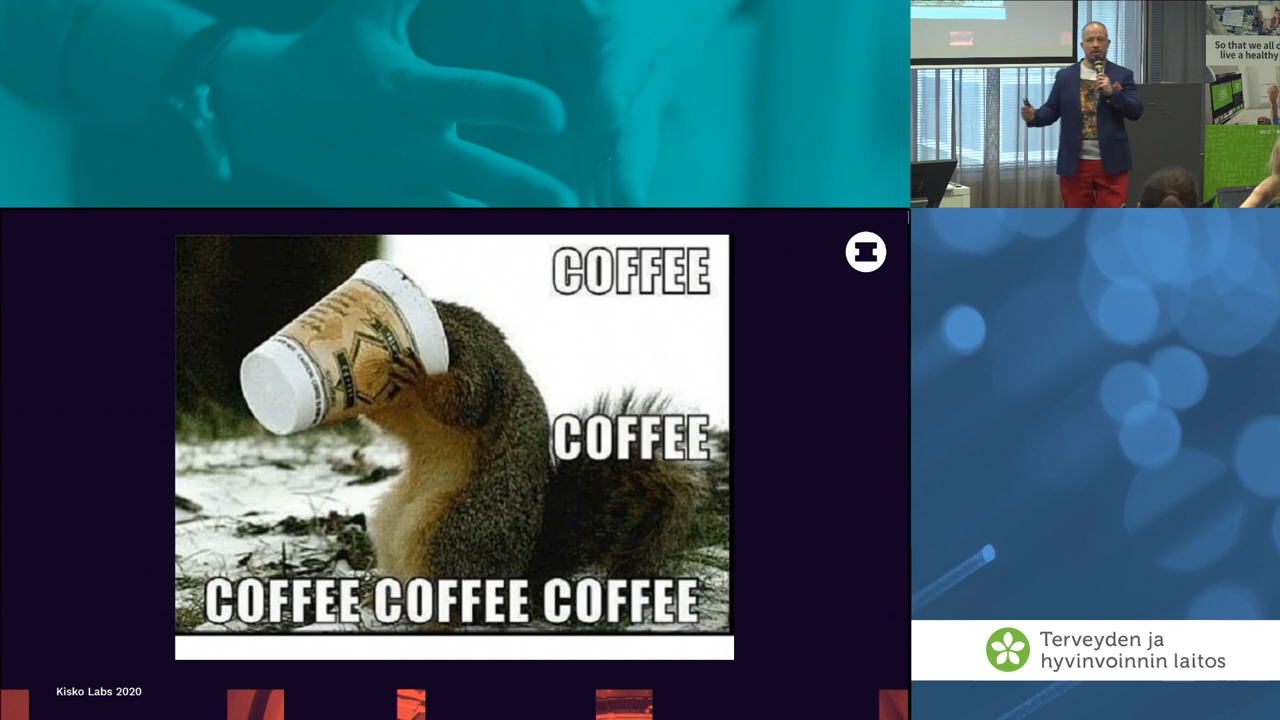 So that we all c
live a healthy
COFFEE
COFFEE
COFFEE COFFEE COFFEE
Kisko Labs 2020
Terveyden ja
hyvinvoinnin laitos